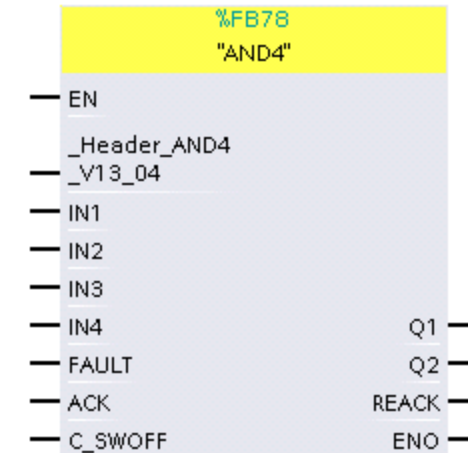 %FB78
"AND4"
EN
_Header_AND4
_V13_04
IN1
IN2
IN3
IN4 Q1
FAULT Q2
ACK REACK
C_SWOFF ENO